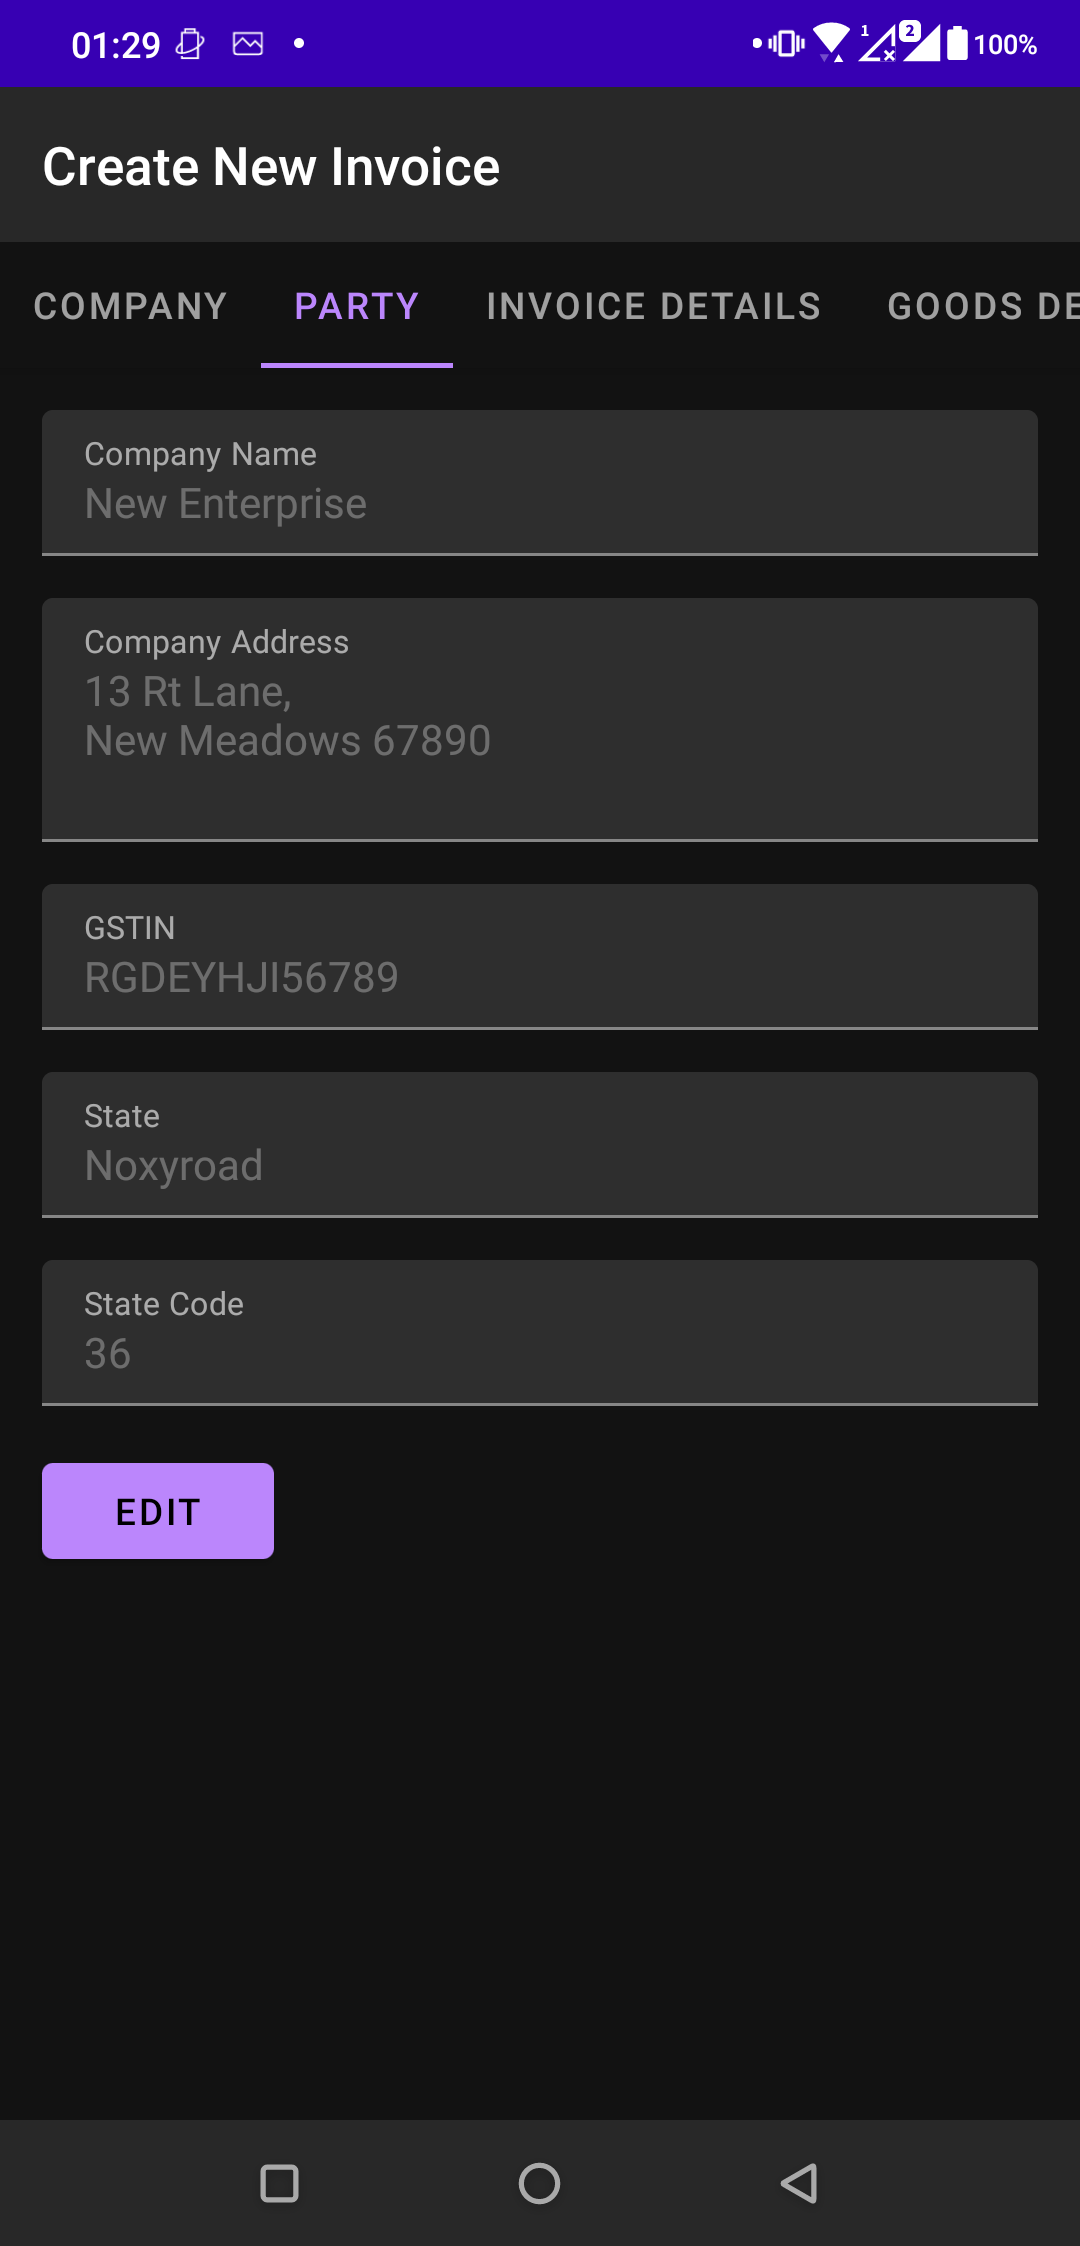 01:29
1
2
100%
Create New Invoice
COMPANY PARTY INVOICE DETAILS GOODS DE
Company Name
New Enterprise
Company Address
13 Rt Lane,
New Meadows 67890
GSTIN
RGDEYHJI56789
State
Noxyroad
State Code
36
EDIT